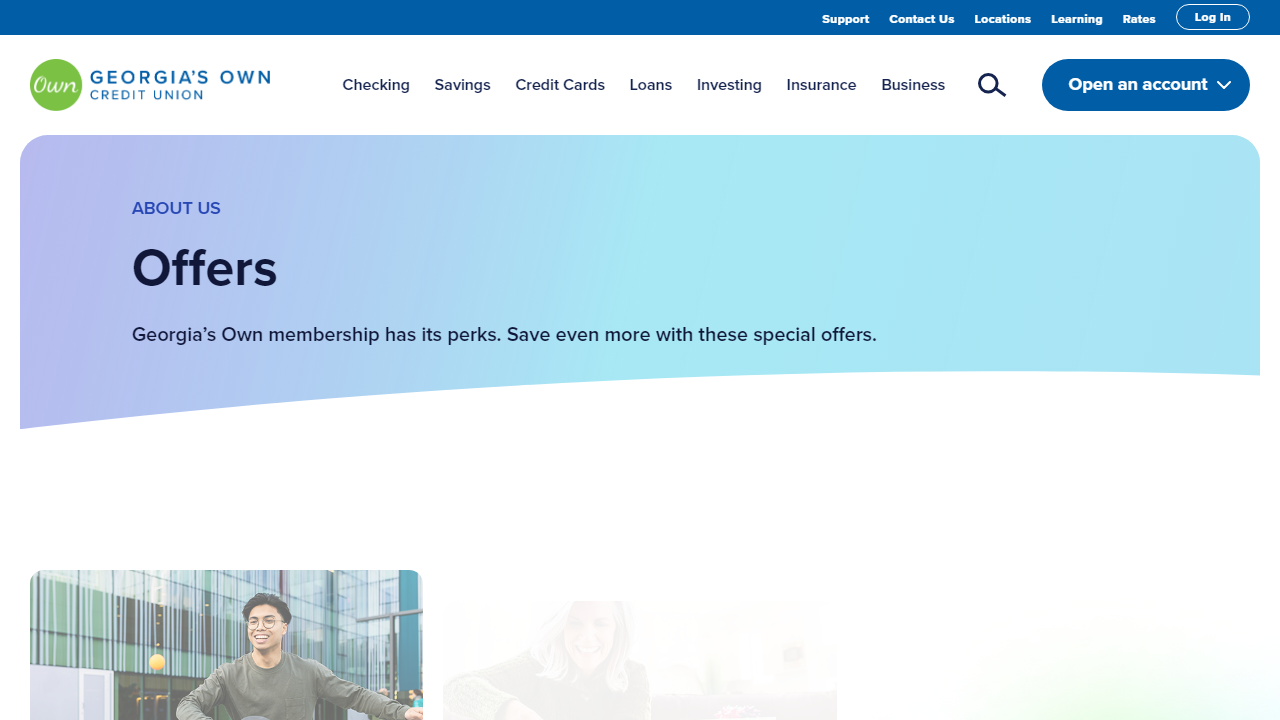 Support Contact Us Locations Learning Rates Log In
Own GEORGIA'S OWN
CREDIT UNION
Checking Savings Credit Cards Loans Investing Insurance Business Open an account
ABOUT US
Offers
Georgia’s Own membership has its perks. Save even more with these special offers.